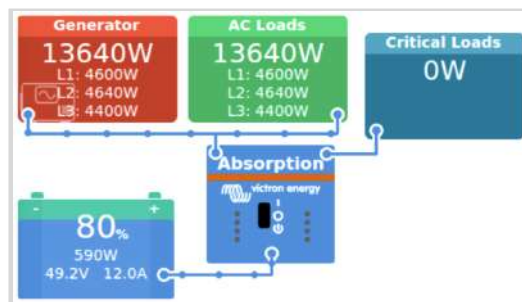 Generator
13640W
L1: 4600W
L2: 4640W
L3: 4400W
AC Loads
13640W
L1: 4600W
L2: 4640W
L3: 4400W
Critical Loads
0W
Absorption
victron energy
- +
80%
590W
49.2V 12.0A